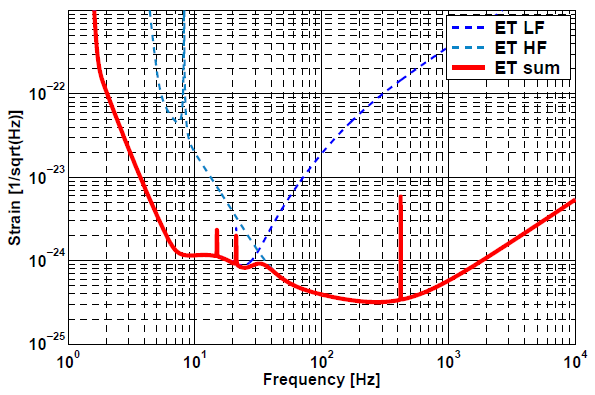 ET LF
ET HF
ET sum
Strain [1/sqrt(Hz)]
10^-22
10^-23
10^-24
10^-25
10^0 10^1 10^2 10^3 10^4
Frequency [Hz]